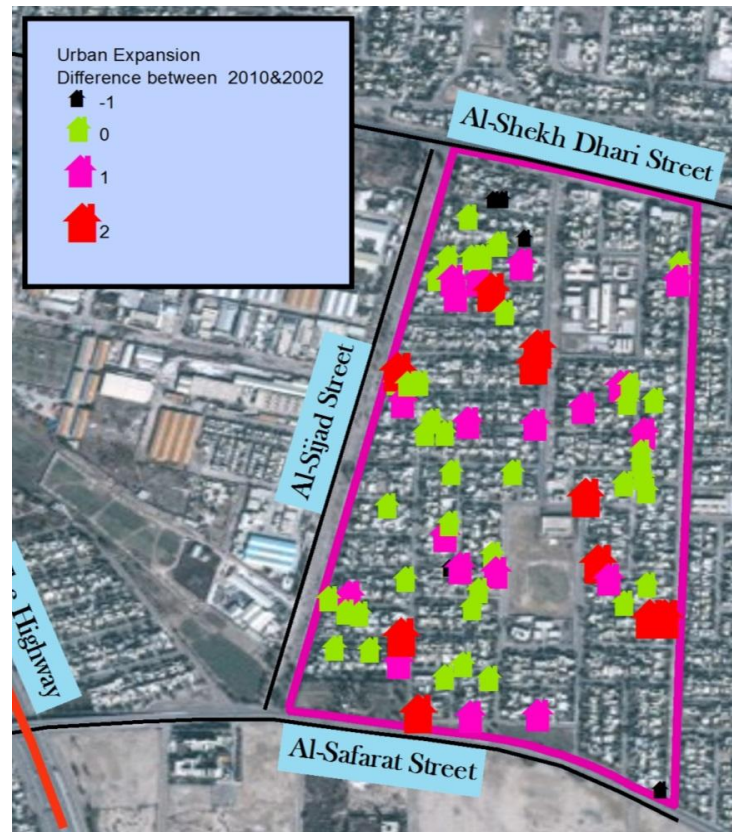 Urban Expansion
Difference between 2010&2002
-1
0
1
2
Al-Shekh Dhari Street
Al-Sijad Street
Highway
Al-Safarat Street